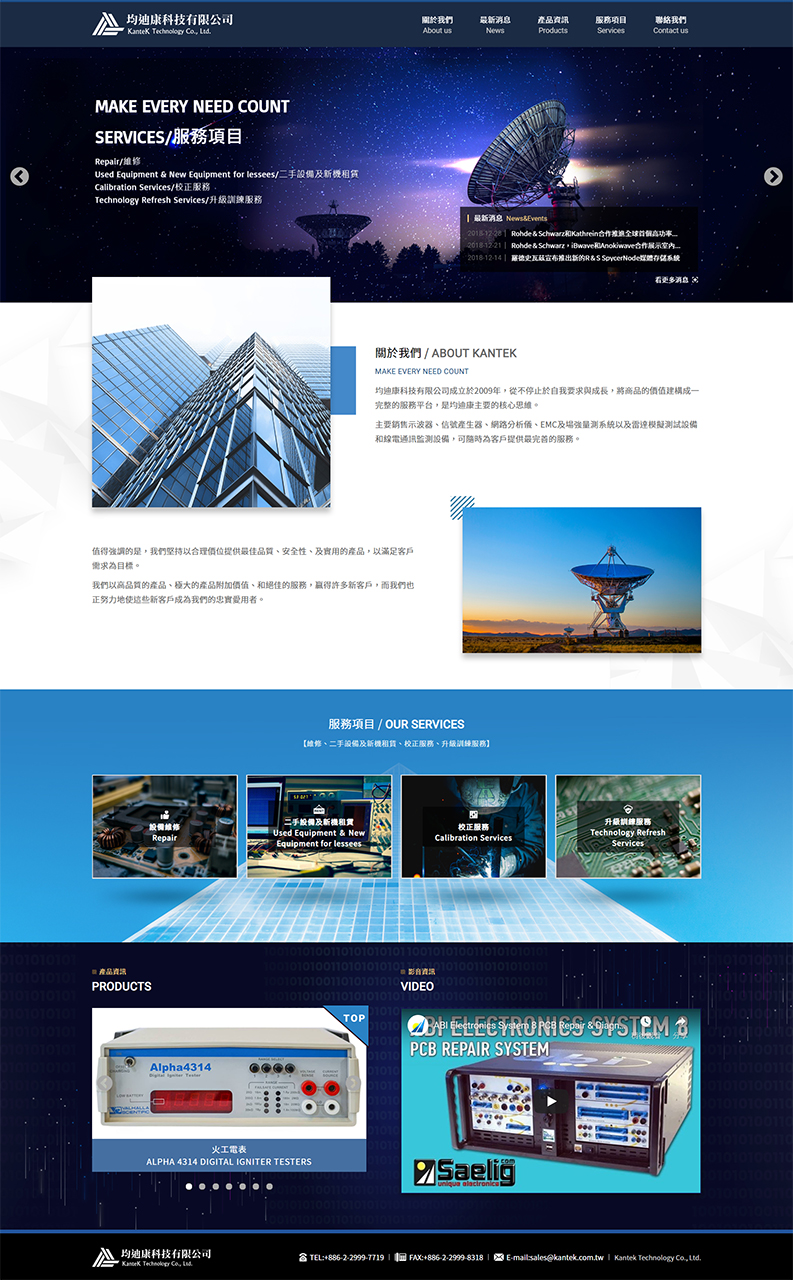 均迪康科技有限公司
KanteK Technology Co., Ltd.
關於我們
About us
最新消息
News
產品資訊
Products
服務項目
Services
聯絡我們
Contact us
MAKE EVERY NEED COUNT
SERVICES/服務項目
Repair/維修
Used Equipment & New Equipment for lessees/二手設備及新機租賃
Calibration Services/校正服務
Technology Refresh Services/升級訓練服務
最新消息 News&Events
2018-12-28 | Rohde & Schwarz和Kathrein合作推進全球首個高功率...
2018-12-21 | Rohde & Schwarz，iBwave和Anokiwave合作展示室內...
2018-12-14 | 羅德史瓦茲宣布推出新的R & S SpycerNode媒體存儲系統
看更多消息
關於我們 / ABOUT KANTEK
MAKE EVERY NEED COUNT
均迪康科技有限公司成立於2009年，從不停止於自我要求與成長，將商品的價值建構成一
完整的服務平台，是均迪康主要的核心思維。
主要銷售示波器、信號產生器、網路分析儀、EMC及場強量測系統以及雷達模擬測試設備
和線電通訊監測設備，可隨時為客戶提供最完善的服務。
值得強調的是，我們堅持以合理價位提供最佳品質、安全性、及實用的產品，以滿足客戶
需求為目標。
我們以高品質的產品、極大的產品附加價值、和絕佳的服務，贏得許多新客戶，而我們也
正努力地使這些新客戶成為我們的忠實愛用者。
服務項目 / OUR SERVICES
【維修、二手設備及新機租賃、校正服務、升級訓練服務】
設備維修
Repair
二手設備及新機租賃
Used Equipment & New
Equipment for lessees
校正服務
Calibration Services
升級訓練服務
Technology Refresh
Services
產品資訊
PRODUCTS
TOP
Alpha4314
Digital Igniter Tester
VALHALLA
SCIENTIFIC
火工電表
ALPHA 4314 DIGITAL IGNITER TESTERS
影音資訊
VIDEO
ABI Electronics System 8 PCB Repair & Diagn...
ABI ELECTRONICS SYSTEM 8
PCB REPAIR SYSTEM
Saelig.com
unique electronics
均迪康科技有限公司
KanteK Technology Co., Ltd.
TEL:+886-2-2999-7719 | FAX:+886-2-2999-8318 | E-mail:sales@kantek.com.tw | Kantek Technology Co., Ltd.